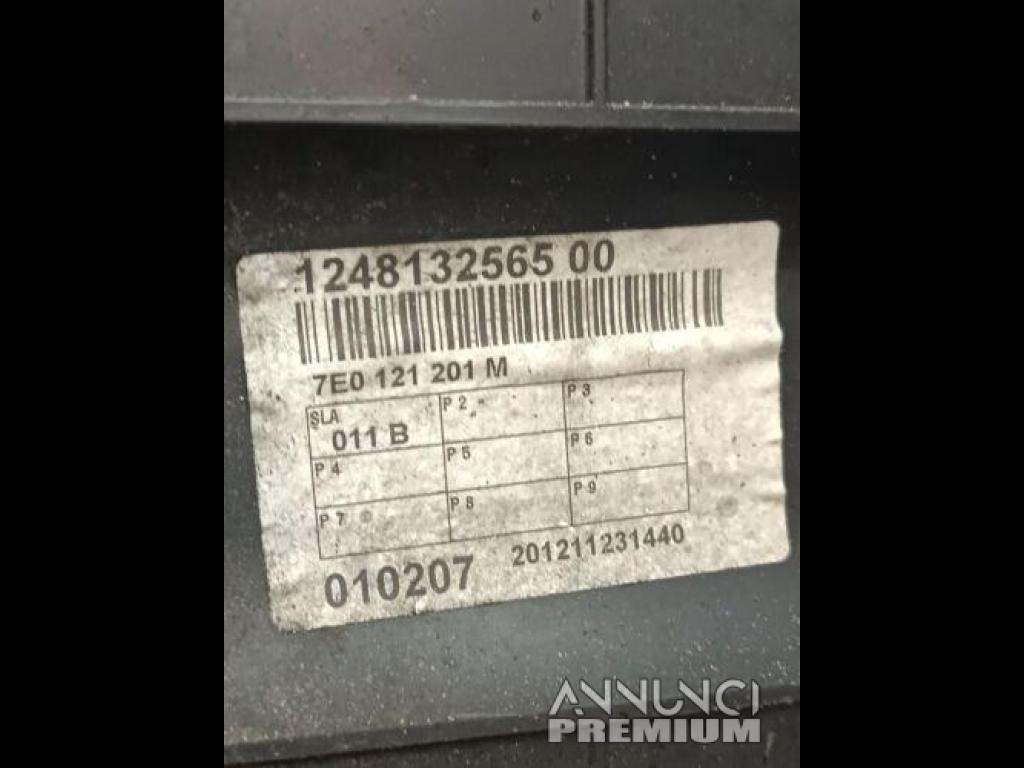 1248132565 00
7E0 121 201 M
SLA P 2 P 3
011 B
P 4 P 5 P 6
P 7 P 8 P 9
010207 201211231440
ANNUNCI
PREMIUM